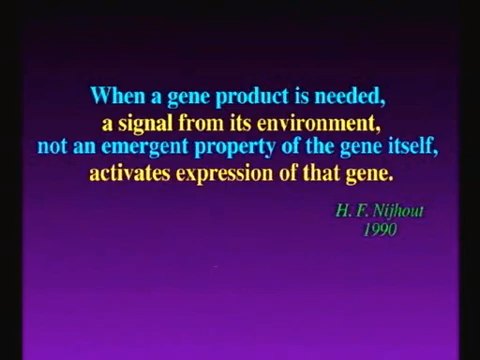 When a gene product is needed,
a signal from its environment,
not an emergent property of the gene itself,
activates expression of that gene.
H. F. Nijhout
1990